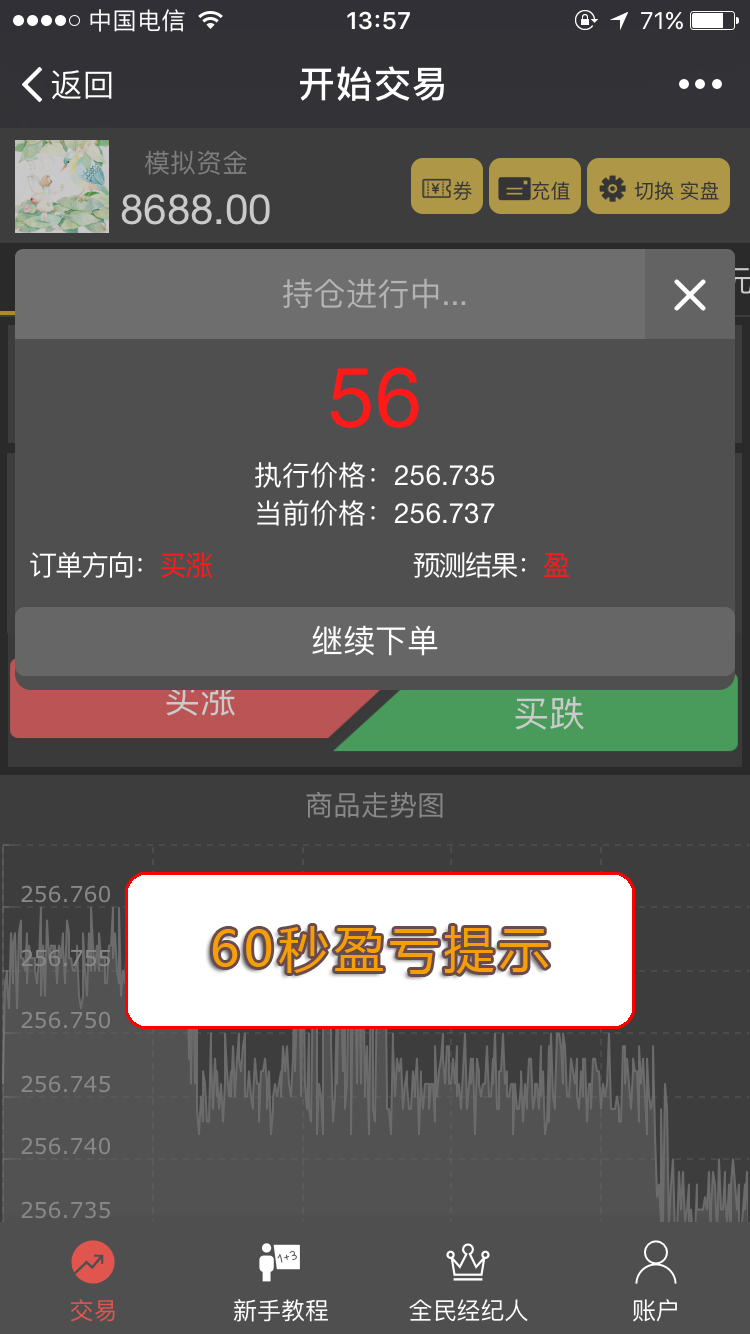 中国电信 13:57 71%
返回 开始交易
模拟资金
8688.00
券 充值 切换 实盘
元
持仓进行中...
56
执行价格：256.735
当前价格：256.737
订单方向：买涨 预测结果：盈
继续下单
买涨 买跌
商品走势图
256.760
256.755
60秒盈亏提示
256.750
256.745
256.740
256.735
1+3
交易 新手教程 全民经纪人 账户